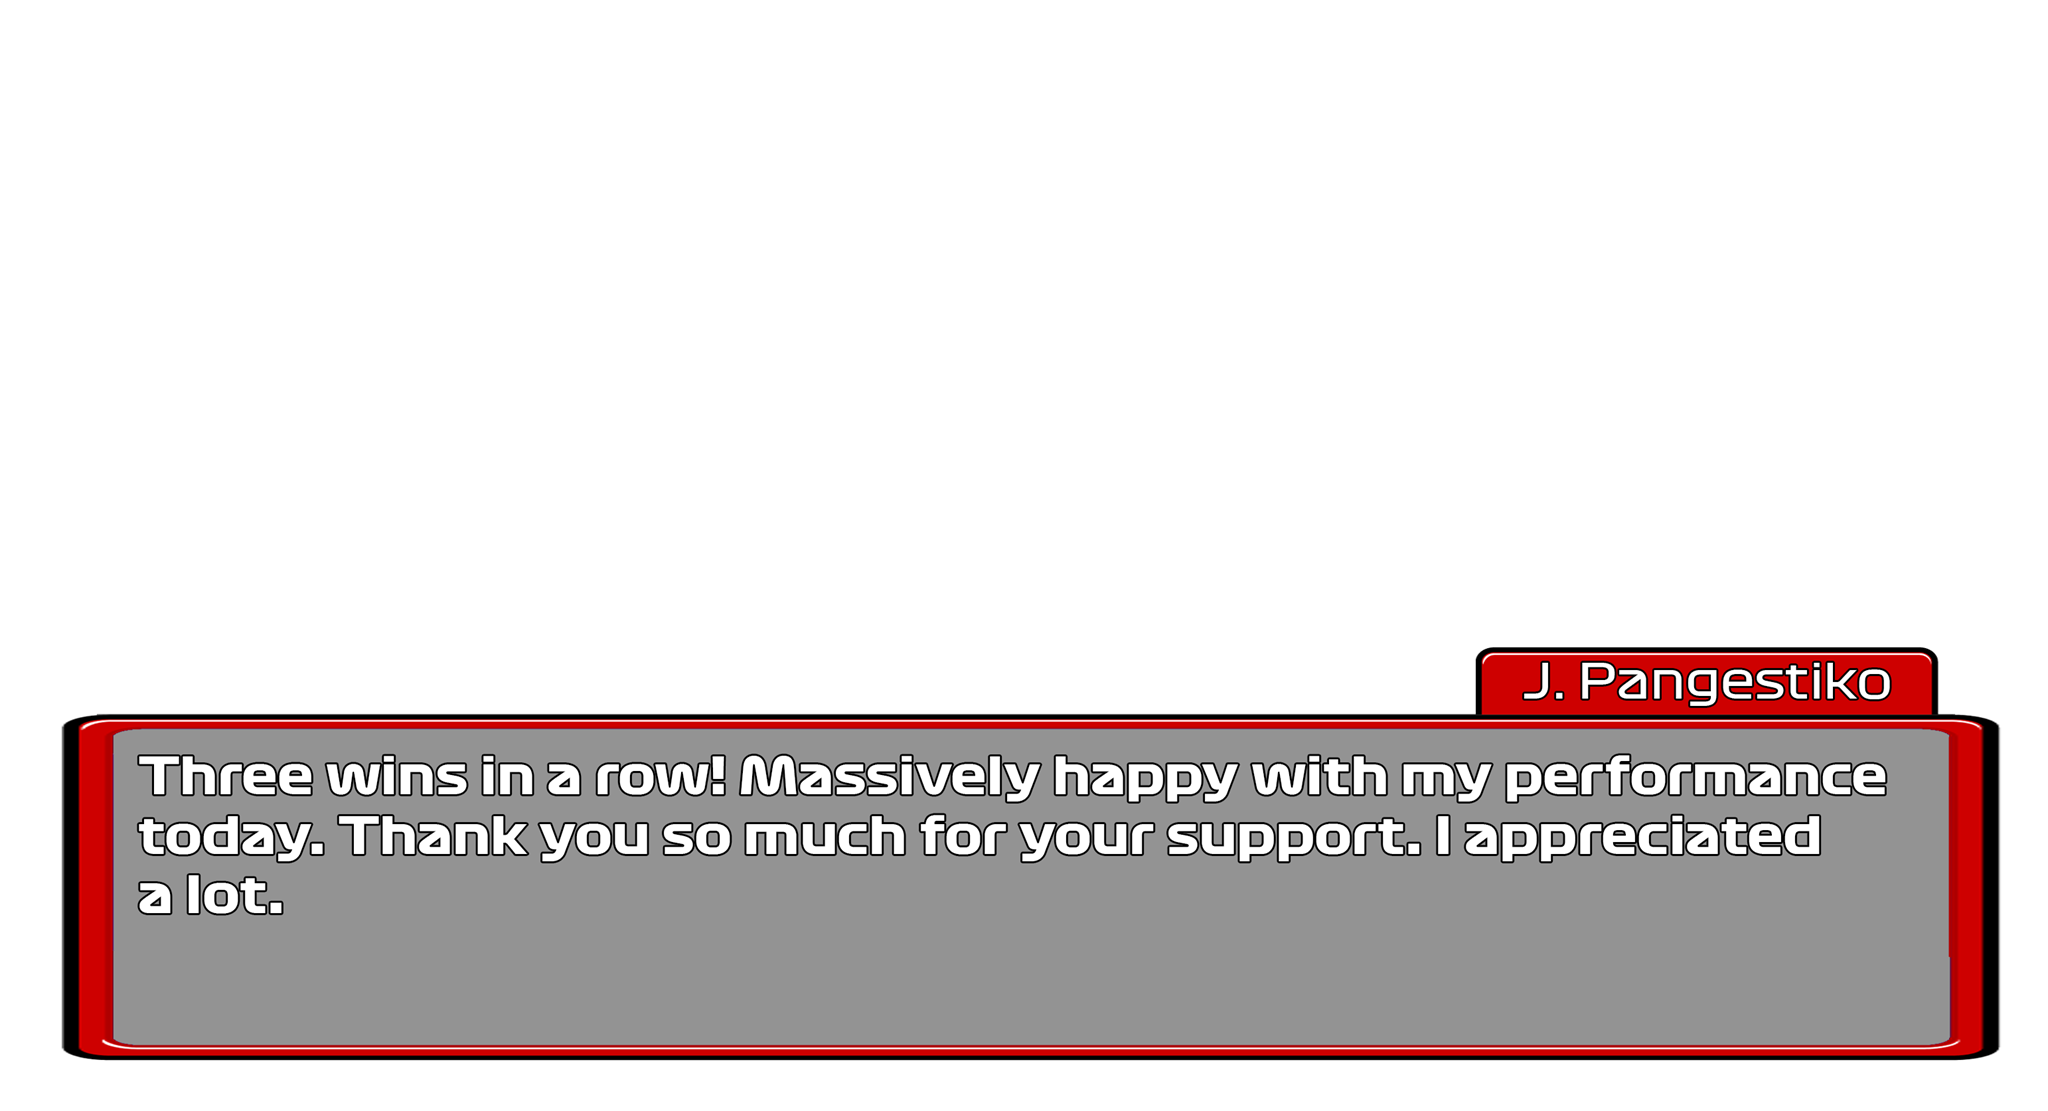 J. Pangestiko
Three wins in a row! Massively happy with my performance
today. Thank you so much for your support. I appreciated
a lot.